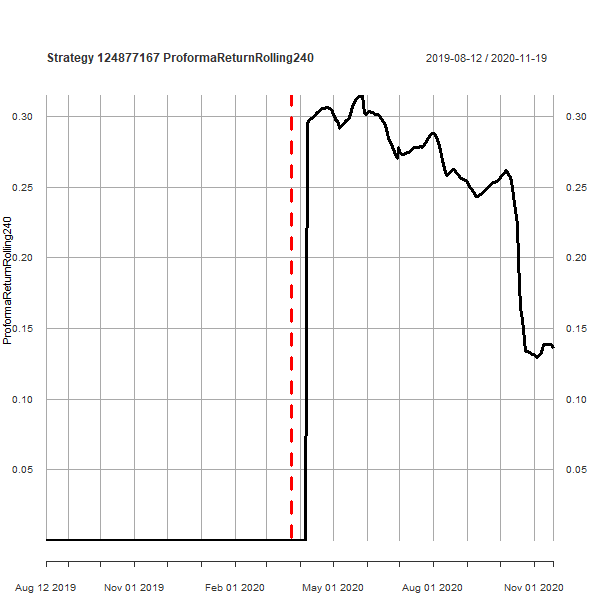 Strategy 124877167 ProformaReturnRolling240
2019-08-12 / 2020-11-19
0.30
0.30
0.25
0.25
0.20
0.20
0.15
0.15
0.10
0.10
0.05
0.05
ProformaReturnRolling240
Aug 12 2019
Nov 01 2019
Feb 01 2020
May 01 2020
Aug 01 2020
Nov 01 2020